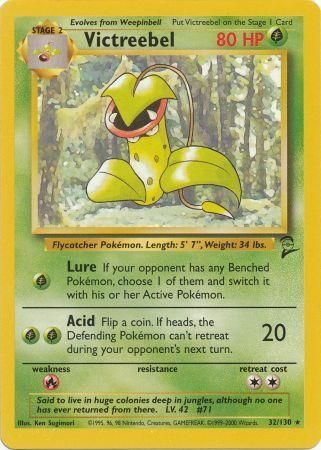 Evolves from Weepinbell Put Victreebel on the Stage 1 Card
STAGE 2
Victreebel 80 HP
Flycatcher Pokémon. Length: 5' 7", Weight: 34 lbs.
Lure If your opponent has any Benched
Pokémon, choose 1 of them and switch it
with his or her Active Pokémon.
Acid Flip a coin. If heads, the
Defending Pokémon can't retreat
during your opponent's next turn.
20
weakness resistance retreat cost
Said to live in huge colonies deep in jungles, although no
one has ever returned from there. LV. 42 #71
Illus. Ken Sugimori ©1995, 96, 98 Nintendo, Creatures, GAMEFREAK. ©1999-2000 Wizards. 32/130 ★